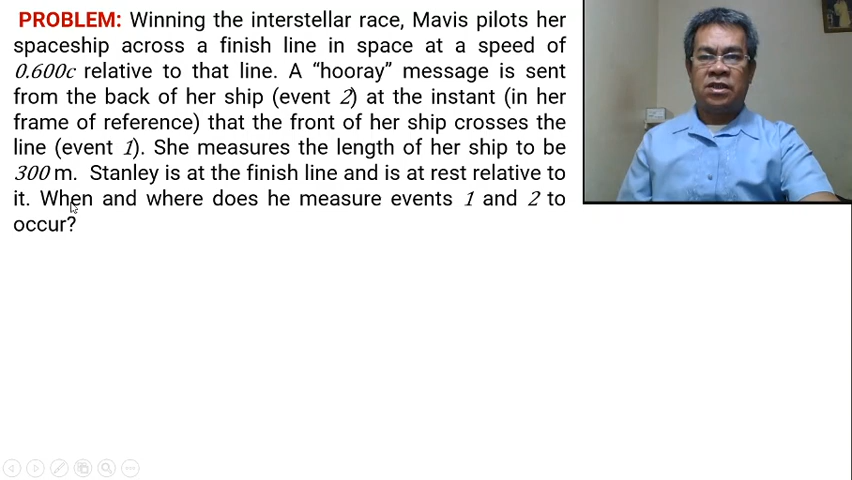 PROBLEM: Winning the interstellar race, Mavis pilots her
spaceship across a finish line in space at a speed of
0.600c relative to that line. A “hooray” message is sent
from the back of her ship (event 2) at the instant (in her
frame of reference) that the front of her ship crosses the
line (event 1). She measures the length of her ship to be
300 m. Stanley is at the finish line and is at rest relative to
it. When and where does he measure events 1 and 2 to
occur?